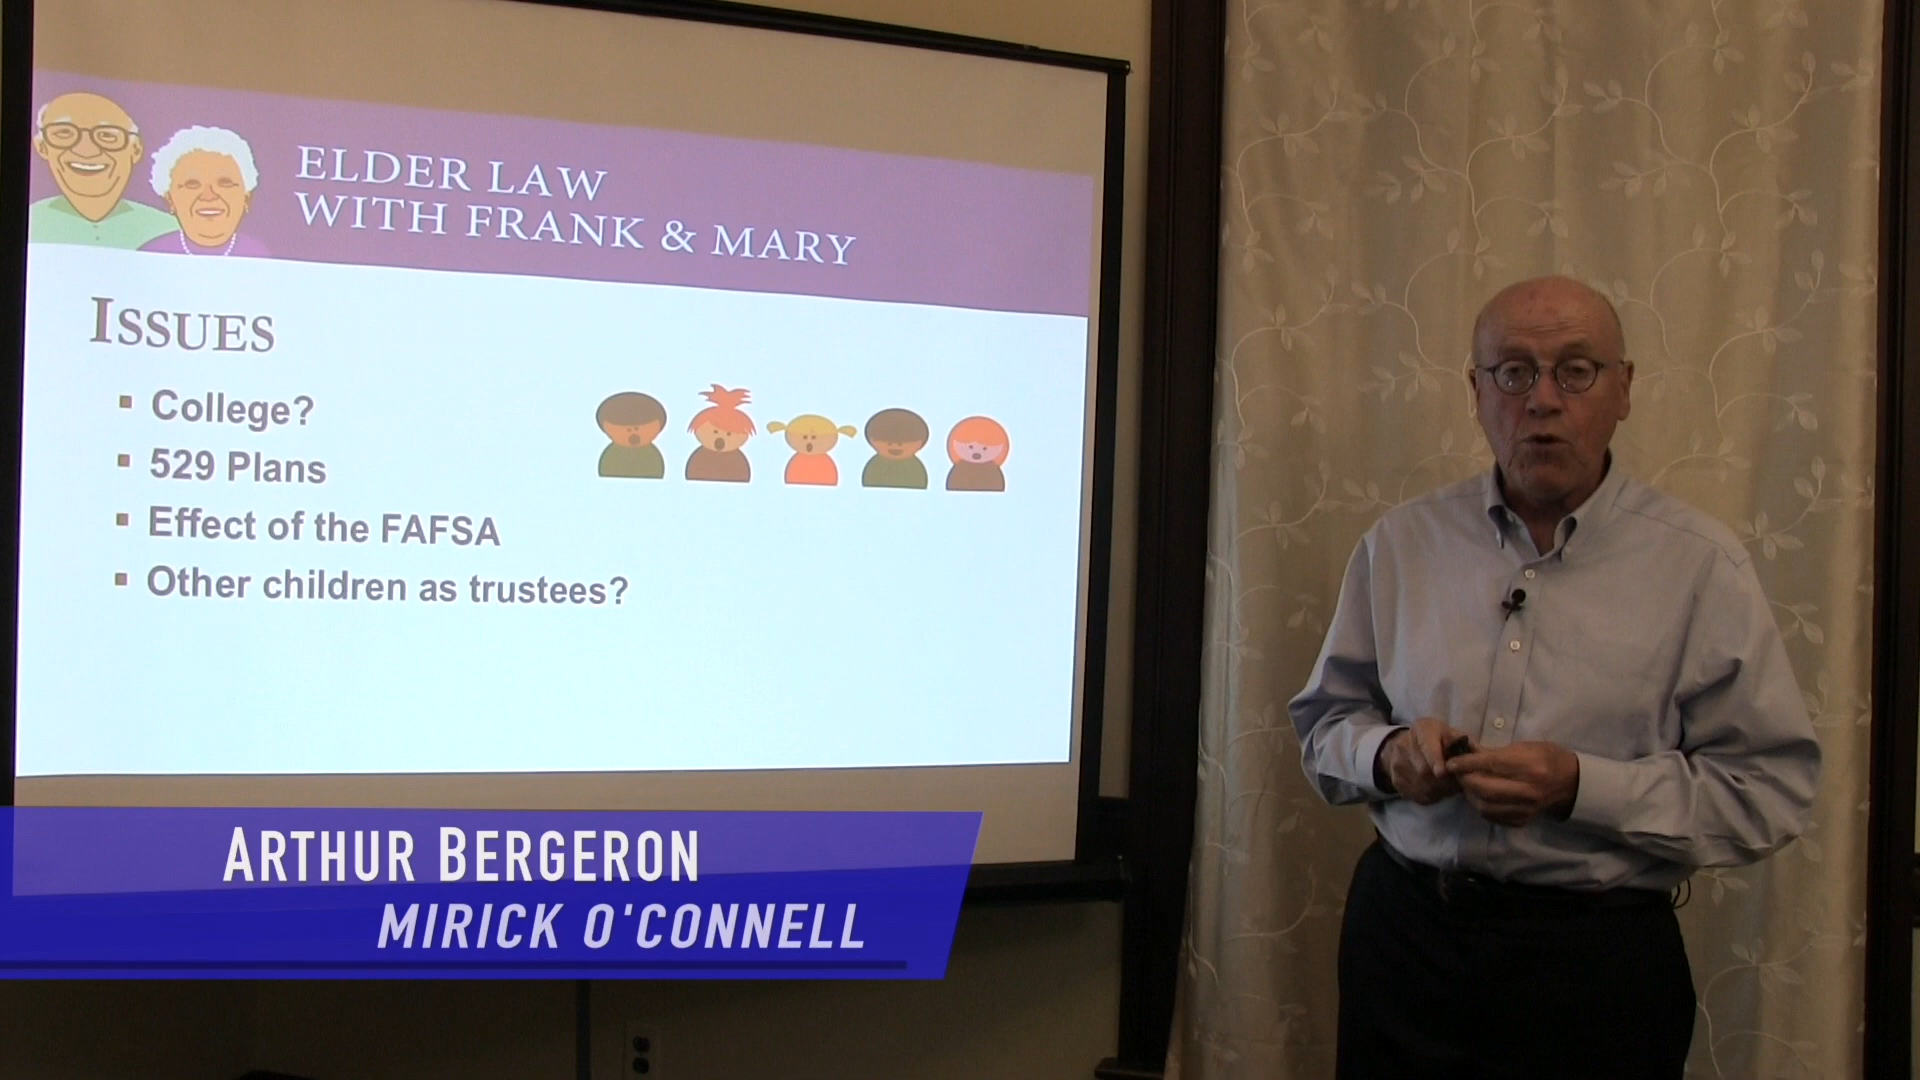 ELDER LAW
WITH FRANK & MARY
ISSUES
▪ College?
▪ 529 Plans
▪ Effect of the FAFSA
▪ Other children as trustees?
ARTHUR BERGERON
MIRICK O'CONNELL